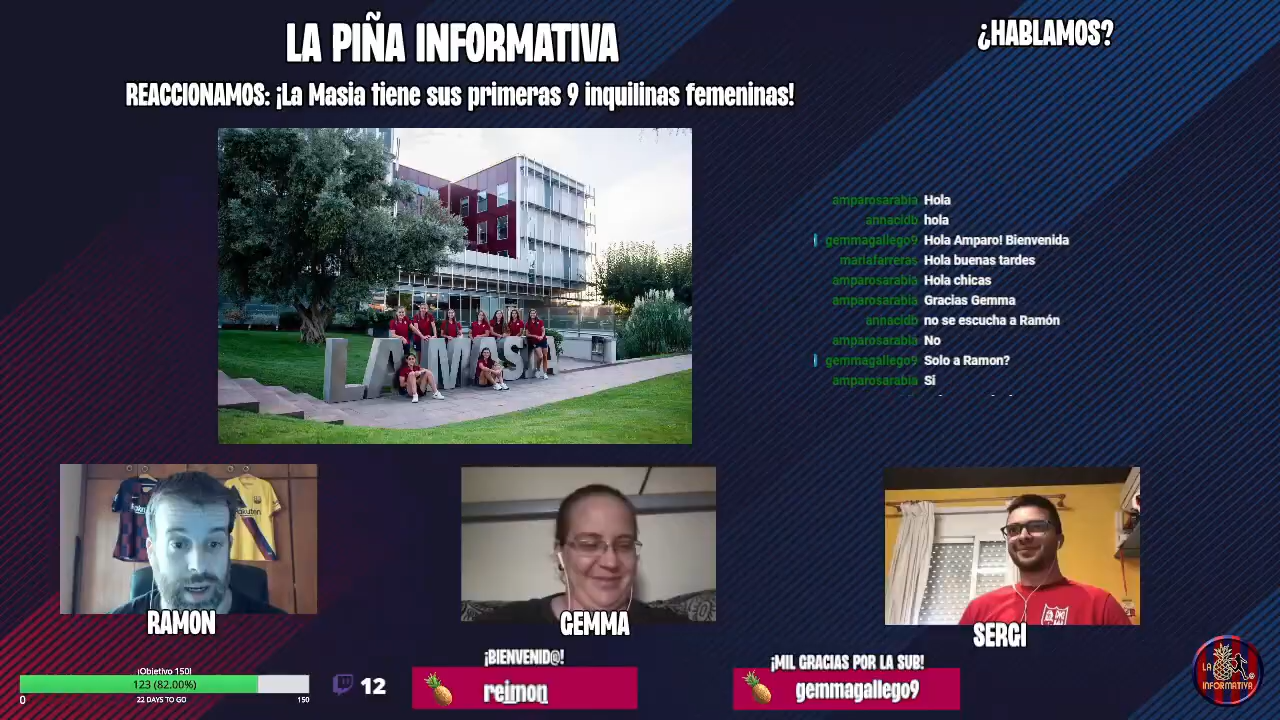 LA PIÑA INFORMATIVA
¿HABLAMOS?
REACCIONAMOS: ¡La Masia tiene sus primeras 9 inquilinas femeninas!
LA MASIA
amparosarabia Hola
annacidb hola
gemmagallego9 Hola Amparo! Bienvenida
mariafarreras Hola buenas tardes
amparosarabia Hola chicas
amparosarabia Gracias Gemma
annacidb no se escucha a Ramón
amparosarabia No
gemmagallego9 Solo a Ramon?
amparosarabia Si
Rakuten
RAMON
GEMMA
SERGI
¡Objetivo 150!
123 (82.00%)
0
22 DAYS TO GO
150
12
¡BIENVENID@!
reimon
¡MIL GRACIAS POR LA SUB!
gemmagallego9
LA PIÑA
INFORMATIVA